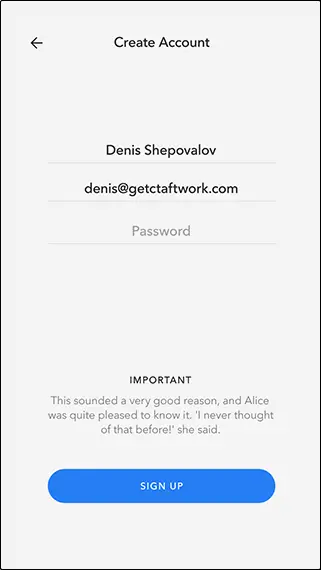 Create Account
Denis Shepovalov
denis@getctaftwork.com
Password
IMPORTANT
This sounded a very good reason, and Alice
was quite pleased to know it. 'I never thought
of that before!' she said.
SIGN UP